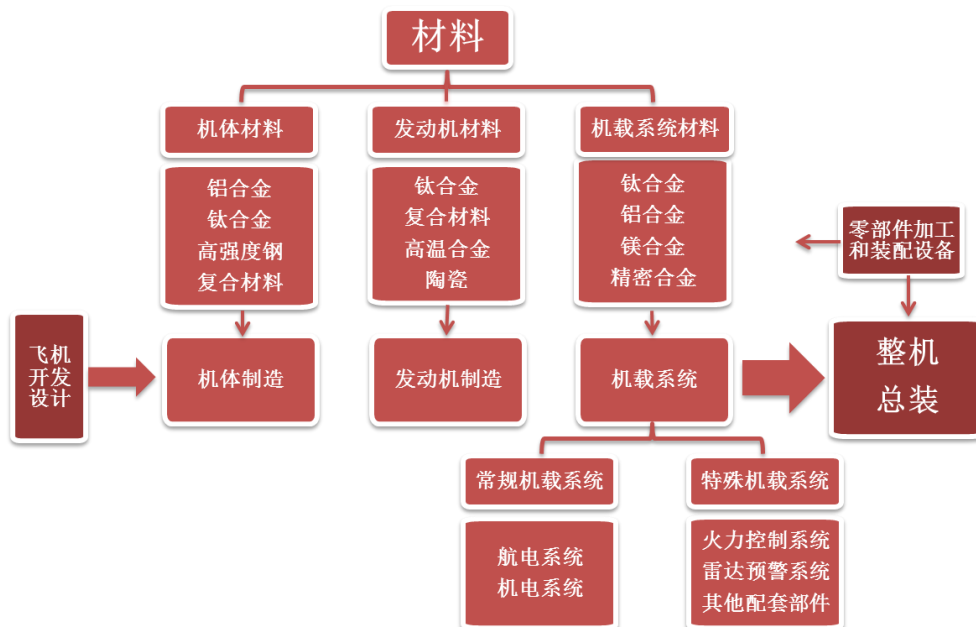 材料
机体材料
发动机材料
机载系统材料
铝合金
钛合金
高强度钢
复合材料
钛合金
复合材料
高温合金
陶瓷
钛合金
铝合金
镁合金
精密合金
零部件加工
和装配设备
飞机
开发
设计
机体制造
发动机制造
机载系统
整机
总装
常规机载系统
特殊机载系统
航电系统
机电系统
火力控制系统
雷达预警系统
其他配套部件